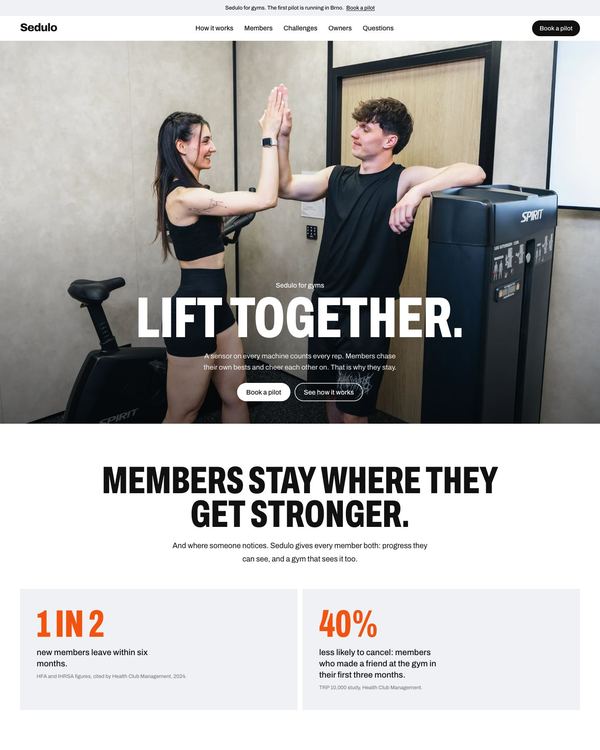 Sedulo for gyms. The first pilot is running in Brno. Book a pilot
Sedulo
How it works
Members
Challenges
Owners
Questions
Book a pilot
SPIRIT
SPIRIT
Sedulo for gyms
LIFT TOGETHER.
A sensor on every machine counts every rep. Members chase
their own bests and cheer each other on. That is why they stay.
Book a pilot
See how it works
MEMBERS STAY WHERE THEY
GET STRONGER.
And where someone notices. Sedulo gives every member both: progress they
can see, and a gym that sees it too.
1 IN 2
new members leave within six
months.
HFA and IHRSA figures, cited by Health Club Management, 2024.
40%
less likely to cancel: members
who made a friend at the gym in
their first three months.
TRP 10,000 study, Health Club Management.